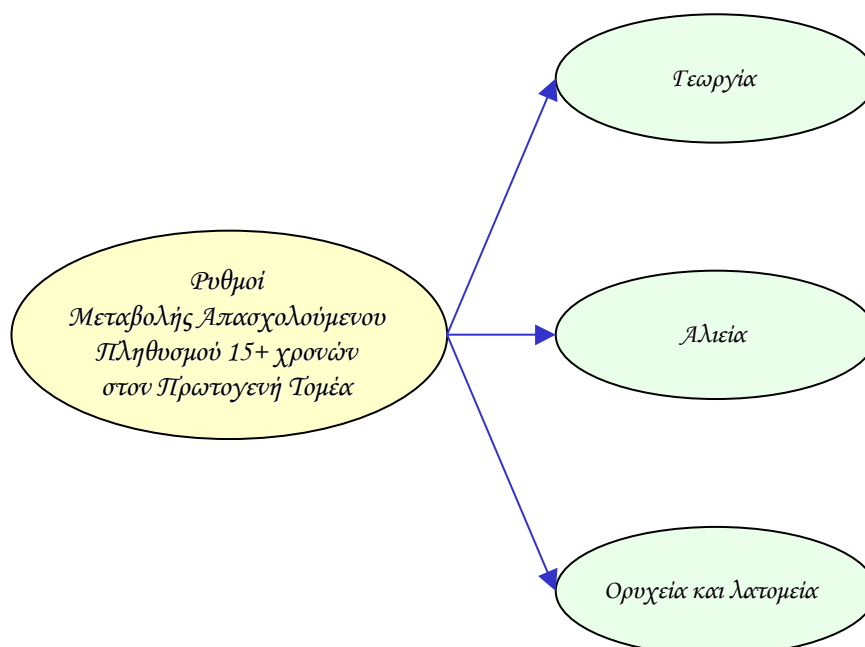 Ρυθμοί
Μεταβολής Απασχολούμενου
Πληθυσμού 15+ χρονών
στον Πρωτογενή Τομέα
Γεωργία
Αλιεία
Ορυχεία και λατομεία